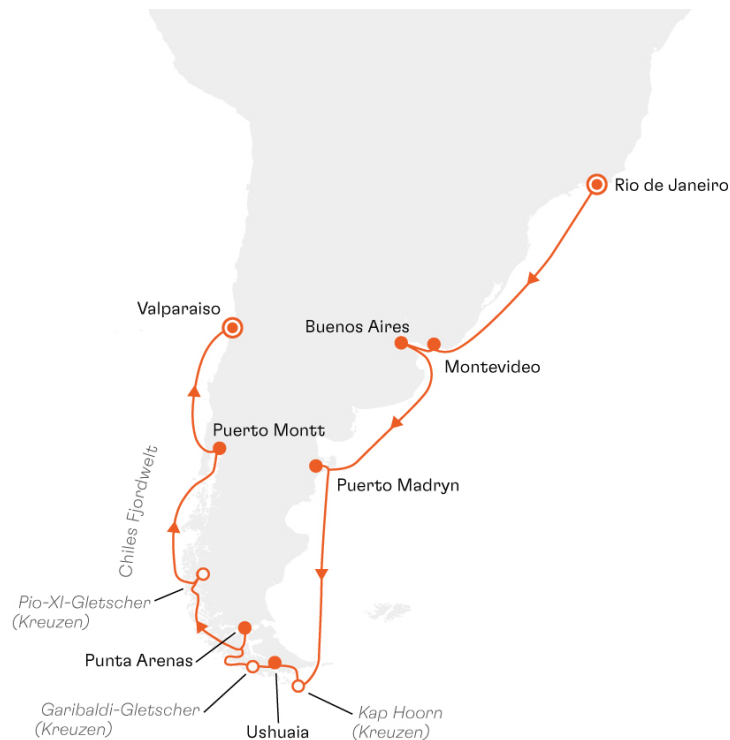 Rio de Janeiro
Valparaiso
Buenos Aires
Montevideo
Puerto Montt
Puerto Madryn
Chiles Fjordwelt
Pio-XI-Gletscher
(Kreuzen)
Punta Arenas
Garibaldi-Gletscher
(Kreuzen)
Ushuaia
Kap Hoorn
(Kreuzen)